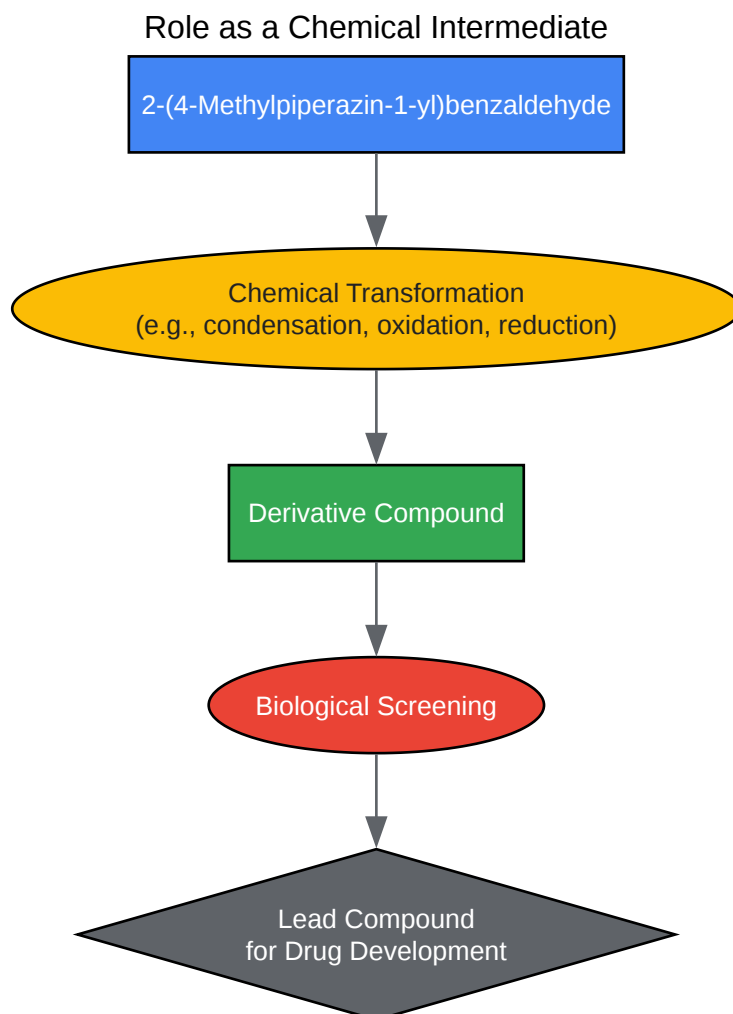 Role as a Chemical Intermediate
2-(4-Methylpiperazin-1-yl)benzaldehyde
Chemical Transformation
(e.g., condensation, oxidation, reduction)
Derivative Compound
Biological Screening
Lead Compound
for Drug Development